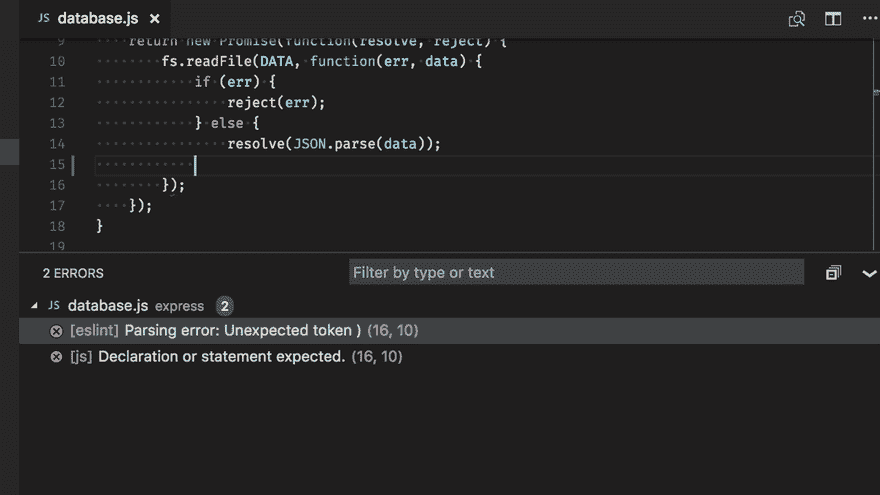 JS database.js ×
9 return new Promise(function(resolve, reject) {
10 fs.readFile(DATA, function(err, data) {
11 if (err) {
12 reject(err);
13 } else {
14 resolve(JSON.parse(data));
15
16 });
17 });
18 }
19
2 ERRORS Filter by type or text
JS database.js express 2
[eslint] Parsing error: Unexpected token ) (16, 10)
[js] Declaration or statement expected. (16, 10)